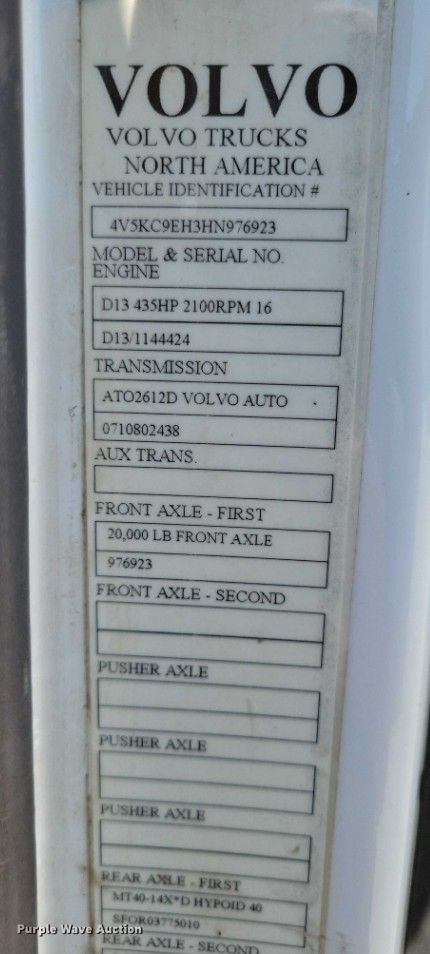 VOLVO
VOLVO TRUCKS
NORTH AMERICA
VEHICLE IDENTIFICATION #
4V5KC9EH3HN976923
MODEL & SERIAL NO.
ENGINE
D13 435HP 2100RPM 16
D13/1144424
TRANSMISSION
ATO2612D VOLVO AUTO
0710802438
AUX TRANS.
FRONT AXLE - FIRST
20,000 LB FRONT AXLE
976923
FRONT AXLE - SECOND
PUSHER AXLE
PUSHER AXLE
PUSHER AXLE
REAR AXLE - FIRST
MT40-14X*D HYPOID 40
SFOR03775010
REAR AXLE - SECOND
Purple Wave Auction